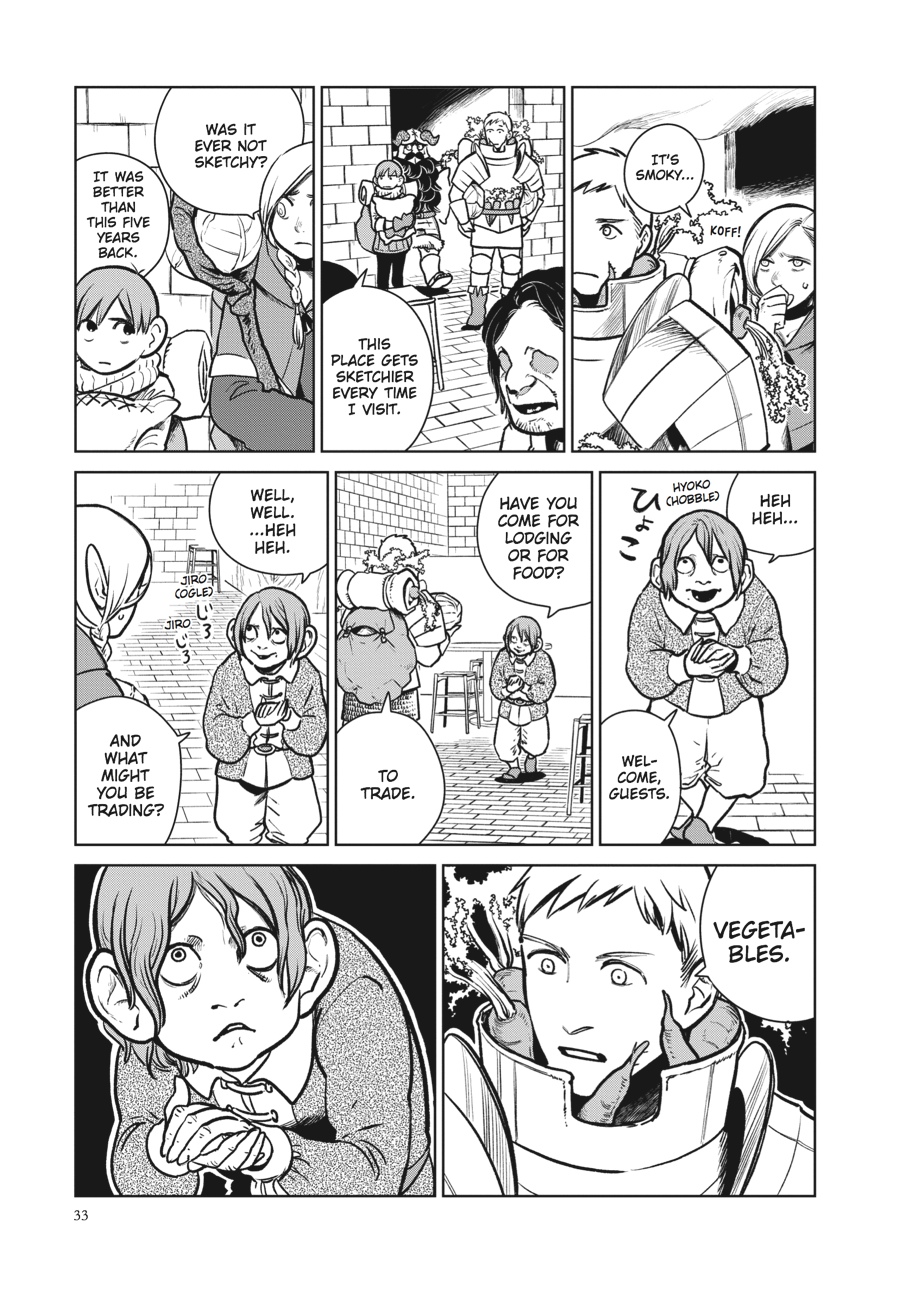 IT'S
SMOKY...
KOFF!
THIS
PLACE GETS
SKETCHIER
EVERY TIME
I VISIT.
WAS IT
EVER NOT
SKETCHY?
IT WAS
BETTER
THAN
THIS FIVE
YEARS
BACK.
HEH
HEH...
HYOKO
(HOBBLE)
ひょこ
WEL-
COME,
GUESTS.
HAVE YOU
COME FOR
LODGING
OR FOR
FOOD?
TO
TRADE.
WELL,
WELL.
...HEH
HEH.
JIRO
(OGLE)
じろ
JIRO
じろ
AND
WHAT
MIGHT
YOU BE
TRADING?
VEGETA-
BLES.
33